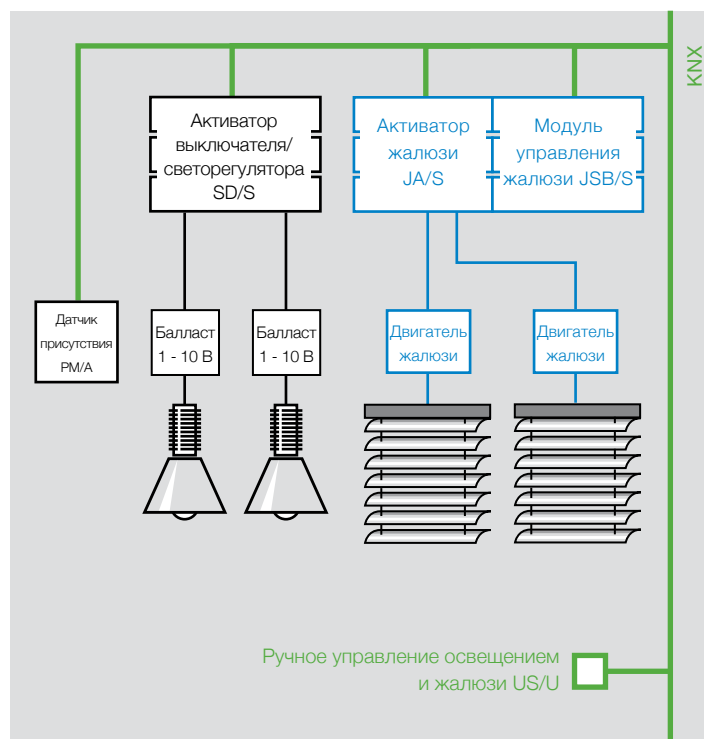 KNX
Активатор
выключателя/
светорегулятора
SD/S
Активатор
жалюзи
JA/S
Модуль
управления
жалюзи JSB/S
Датчик
присутствия
PM/A
Балласт
1 - 10 В
Балласт
1 - 10 В
Двигатель
жалюзи
Двигатель
жалюзи
Ручное управление освещением
и жалюзи US/U